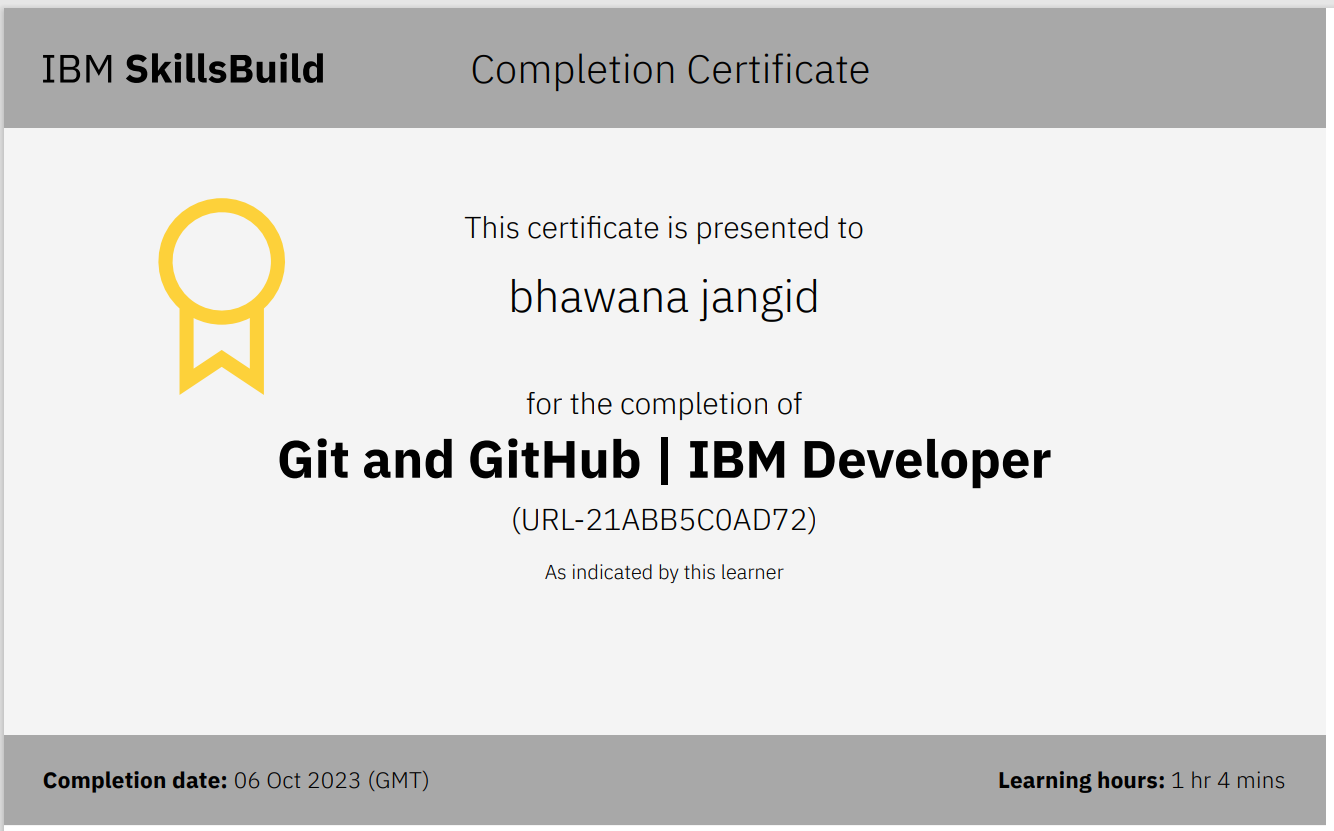 IBM SkillsBuild
Completion Certificate
This certificate is presented to
bhawana jangid
for the completion of
Git and GitHub | IBM Developer
(URL-21ABB5C0AD72)
As indicated by this learner
Completion date: 06 Oct 2023 (GMT)
Learning hours: 1 hr 4 mins